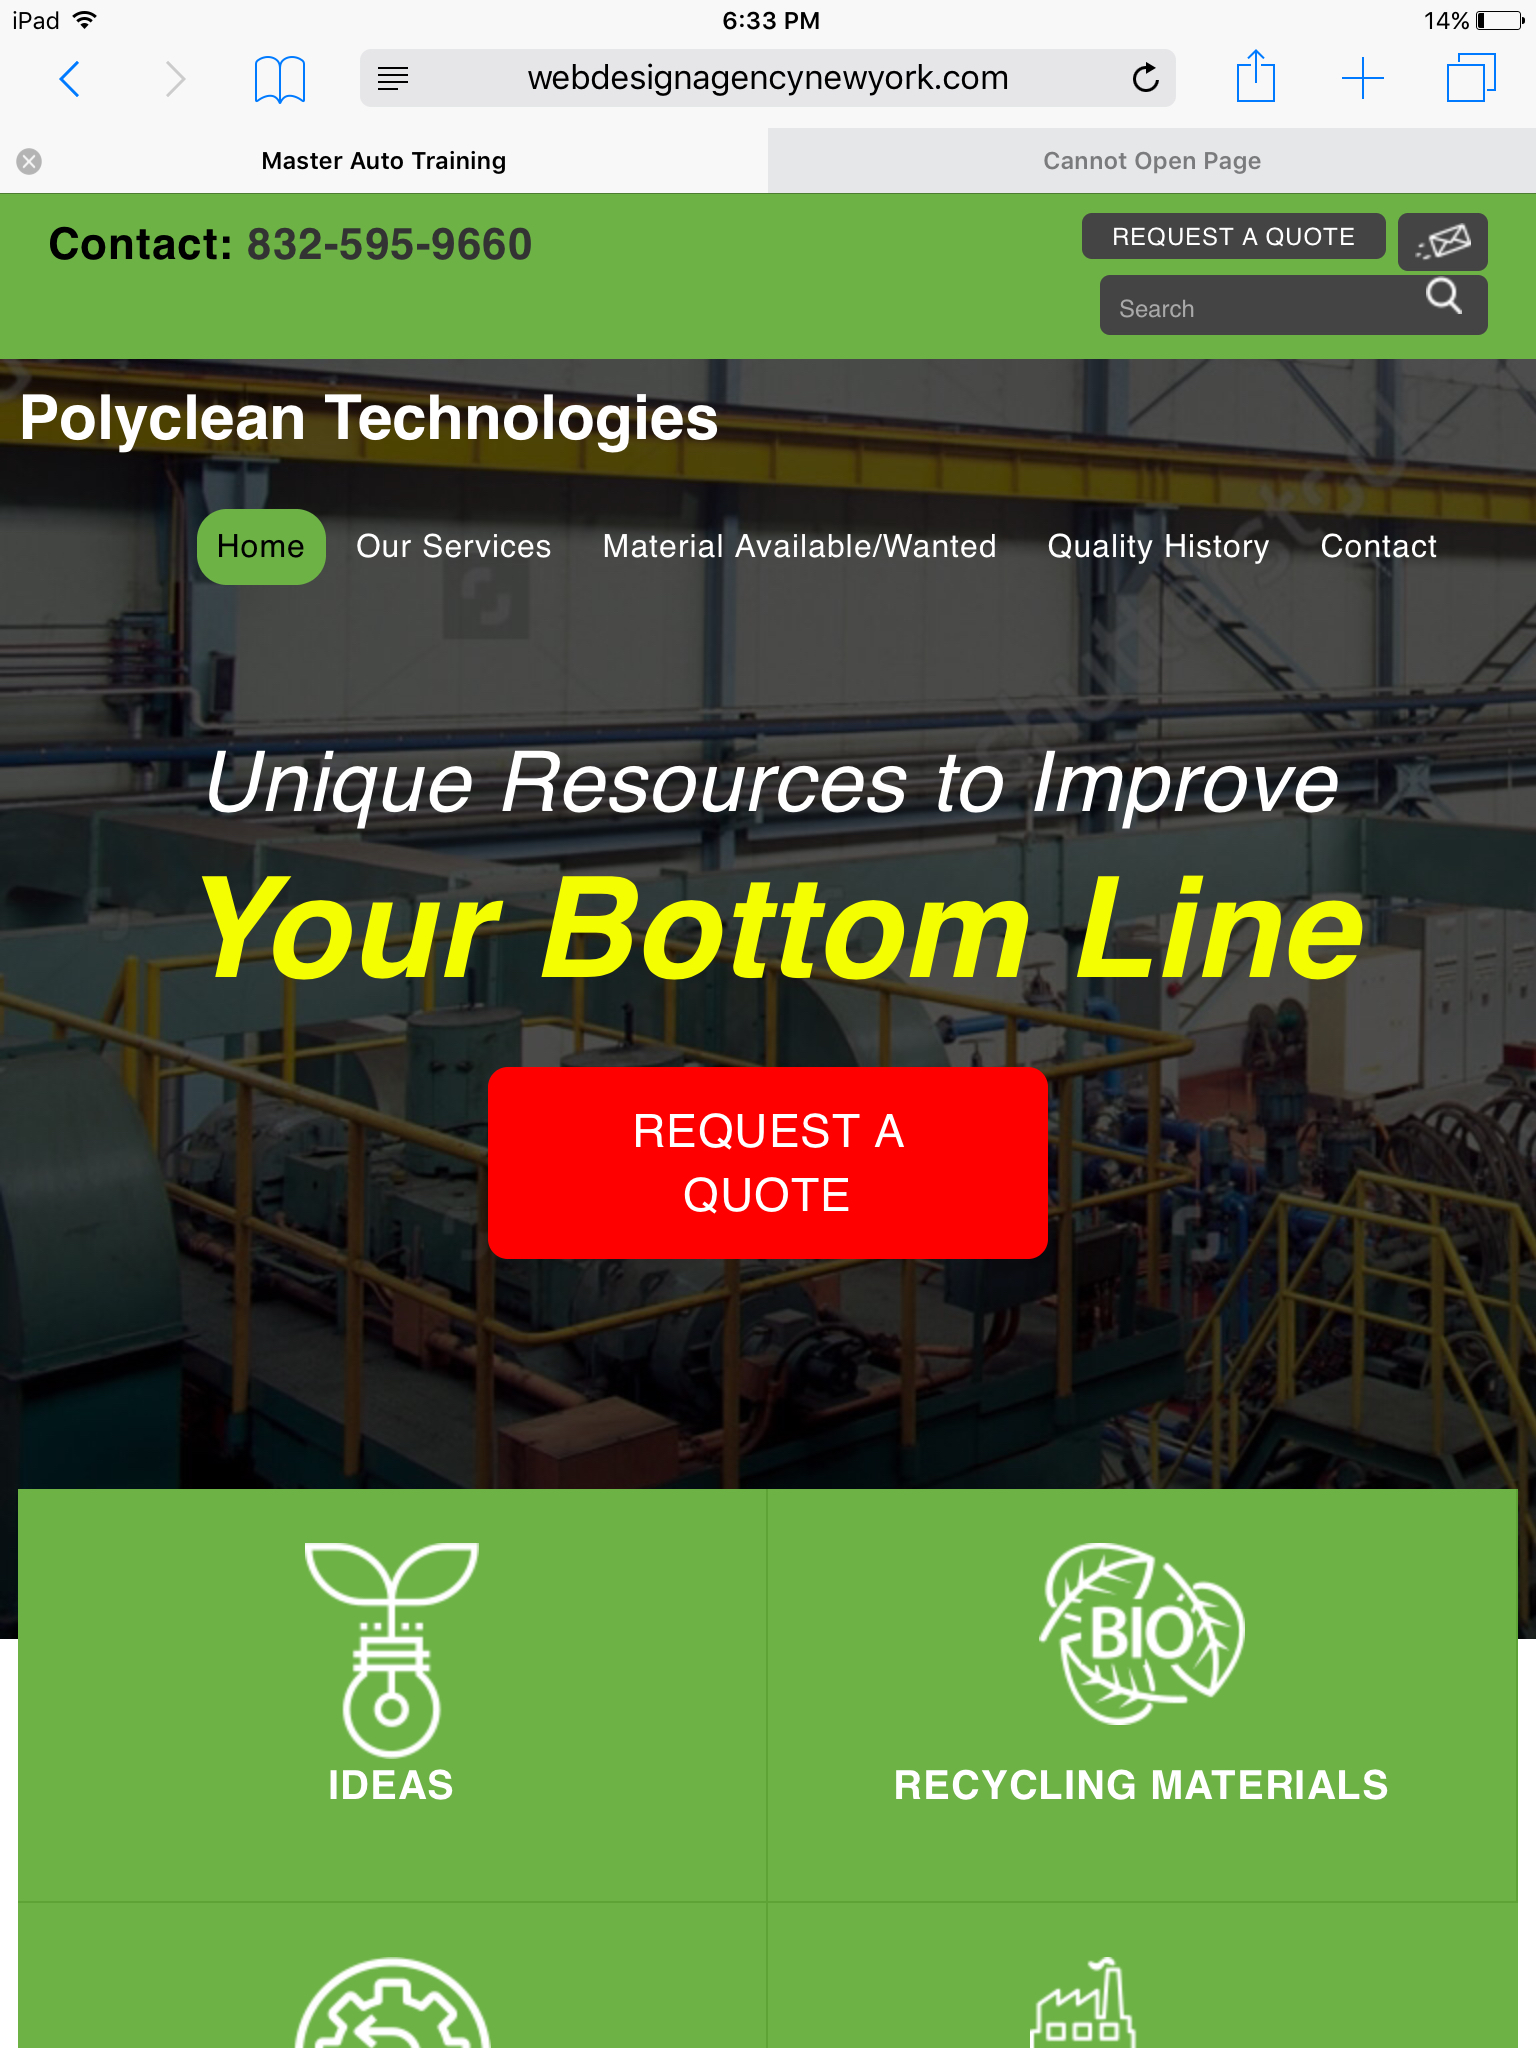 iPad 6:33 PM 14%
webdesignagencynewyork.com
Master Auto Training Cannot Open Page
Contact: 832-595-9660 REQUEST A QUOTE
Search
Polyclean Technologies
Home Our Services Material Available/Wanted Quality History Contact
shutterstock
Unique Resources to Improve
Your Bottom Line
REQUEST A
QUOTE
BIO
IDEAS RECYCLING MATERIALS